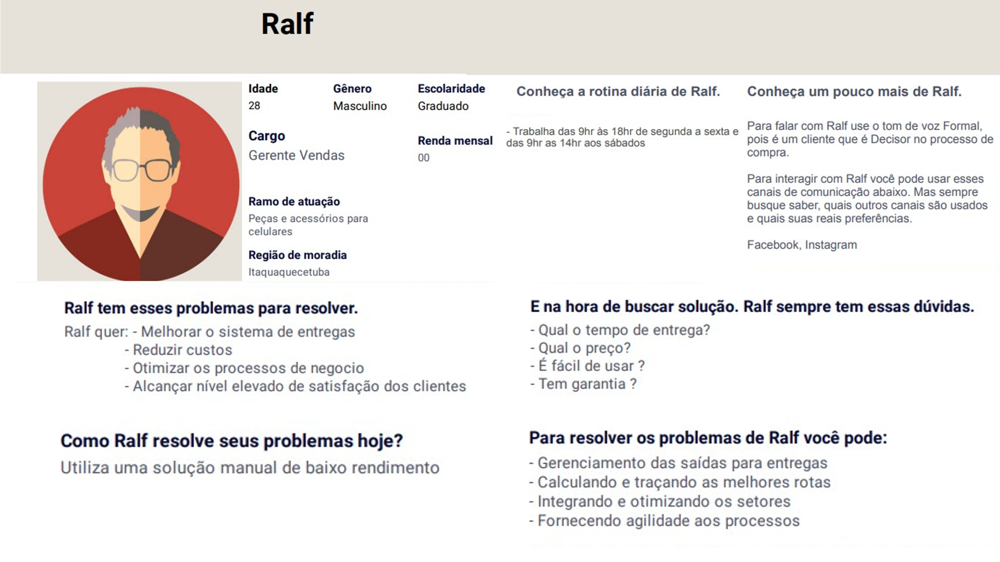 Ralf
Idade
28
Gênero
Masculino
Escolaridade
Graduado
Cargo
Gerente Vendas
Renda mensal
00
Ramo de atuação
Peças e acessórios para
celulares
Região de moradia
Itaquaquecetuba
Conheça a rotina diária de Ralf.
- Trabalha das 9hr às 18hr de segunda a sexta e
das 9hr as 14hr aos sábados
Conheça um pouco mais de Ralf.
Para falar com Ralf use o tom de voz Formal,
pois é um cliente que é Decisor no processo de
compra.
Para interagir com Ralf você pode usar esses
canais de comunicação abaixo. Mas sempre
busque saber, quais outros canais são usados
e quais suas reais preferências.
Facebook, Instagram
Ralf tem esses problemas para resolver.
Ralf quer: - Melhorar o sistema de entregas
- Reduzir custos
- Otimizar os processos de negocio
- Alcançar nível elevado de satisfação dos clientes
E na hora de buscar solução. Ralf sempre tem essas dúvidas.
- Qual o tempo de entrega?
- Qual o preço?
- É fácil de usar ?
- Tem garantia ?
Como Ralf resolve seus problemas hoje?
Utiliza uma solução manual de baixo rendimento
Para resolver os problemas de Ralf você pode:
- Gerenciamento das saídas para entregas
- Calculando e traçando as melhores rotas
- Integrando e otimizando os setores
- Fornecendo agilidade aos processos